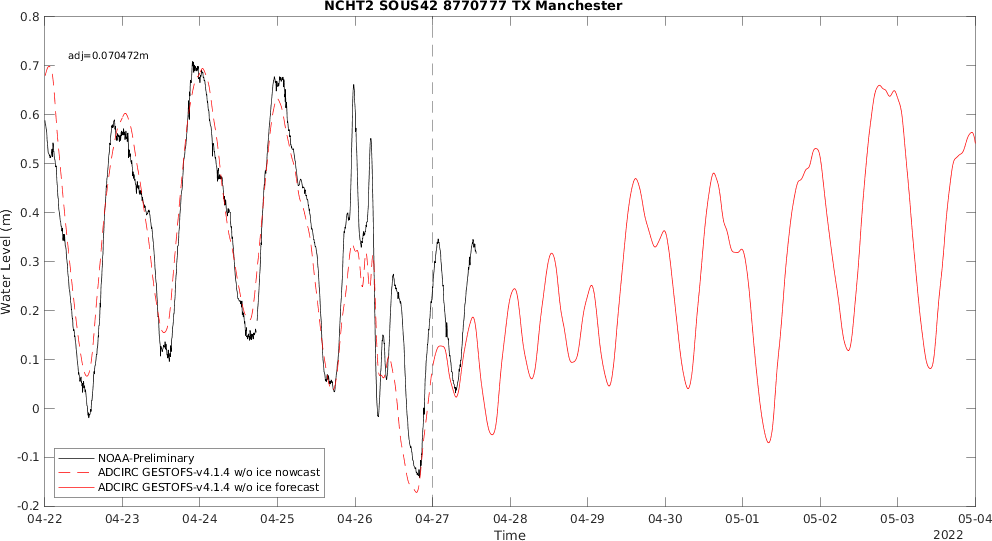 NCHT2 SOUS42 8770777 TX Manchester
adj=0.070472m
Water Level (m)
0.8
0.7
0.6
0.5
0.4
0.3
0.2
0.1
0
-0.1
-0.2
NOAA-Preliminary
ADCIRC GESTOFS-v4.1.4 w/o ice nowcast
ADCIRC GESTOFS-v4.1.4 w/o ice forecast
04-22 04-23 04-24 04-25 04-26 04-27 04-28 04-29 04-30 05-01 05-02 05-03 05-04
Time
2022